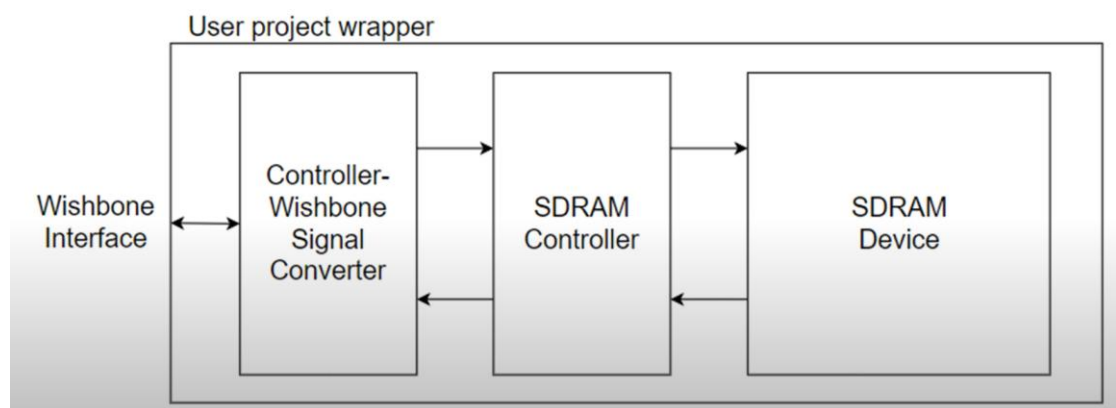 User project wrapper
Wishbone
Interface
Controller-
Wishbone
Signal
Converter
SDRAM
Controller
SDRAM
Device